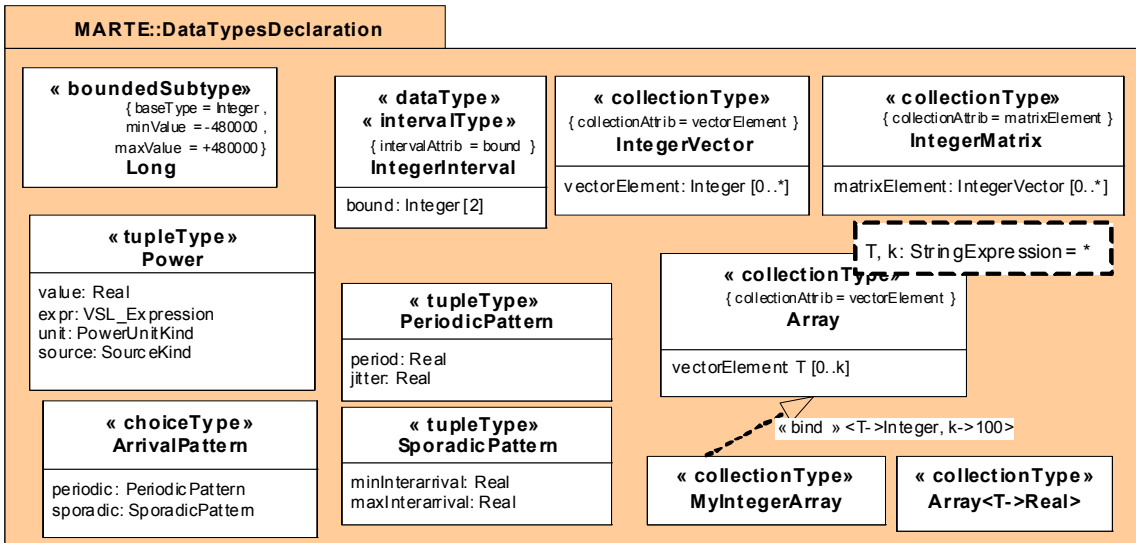 MARTE::DataTypesDeclaration
« boundedSubtype»
{ baseType = Integer ,
minValue = -480000 ,
maxValue = +480000 }
Long
« dataType »
« intervalType»
{ intervalAttrib = bound }
IntegerInterval
bound: Integer [2]
« collectionType»
{ collectionAttrib = vectorElement }
IntegerVector
vectorElement: Integer [0..*]
« collectionType»
{ collectionAttrib = matrixElement }
IntegerMatrix
matrixElement: IntegerVector [0..*]
« tupleType»
Power
value: Real
expr: VSL_Expression
unit: PowerUnitKind
source: SourceKind
« tupleType»
PeriodicPattern
period: Real
jitter: Real
T, k: StringExpression = *
« collectionType»
{ collectionAttrib = vectorElement }
Array
vectorElement T [0..k]
« choiceType»
ArrivalPattern
periodic: PeriodicPattern
sporadic: SporadicPattern
« tupleType»
SporadicPattern
minInterarrival: Real
maxInterarrival: Real
« bind » <T->Integer, k->100>
« collectionType»
MyIntegerArray
« collectionType»
Array<T->Real>